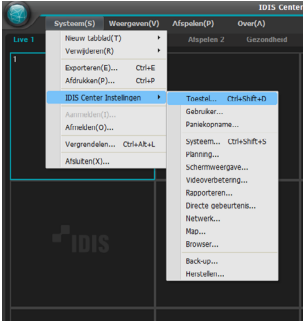 IDIS Center
Systeem(S) Weergeven(V) Afspelen(P) Over(A)
Live 1 Afspelen 2 Gezondheid
1
Nieuw tabblad(T)
Verwijderen(R)
Exporteren(E)... Ctrl+E
Afdrukken(P)... Ctrl+P
IDIS Center Instellingen
Aanmelden(I)...
Afmelden(O)...
Vergrendelen... Ctrl+Alt+L
Afsluiten(X)...
Toestel... Ctrl+Shift+D
Gebruiker...
Paniekopname...
Systeem... Ctrl+Shift+S
Planning...
Schermweergave...
Videoverbetering...
Rapporteren...
Directe gebeurtenis...
Netwerk...
Map...
Browser...
Back-up...
Herstellen...
IDIS